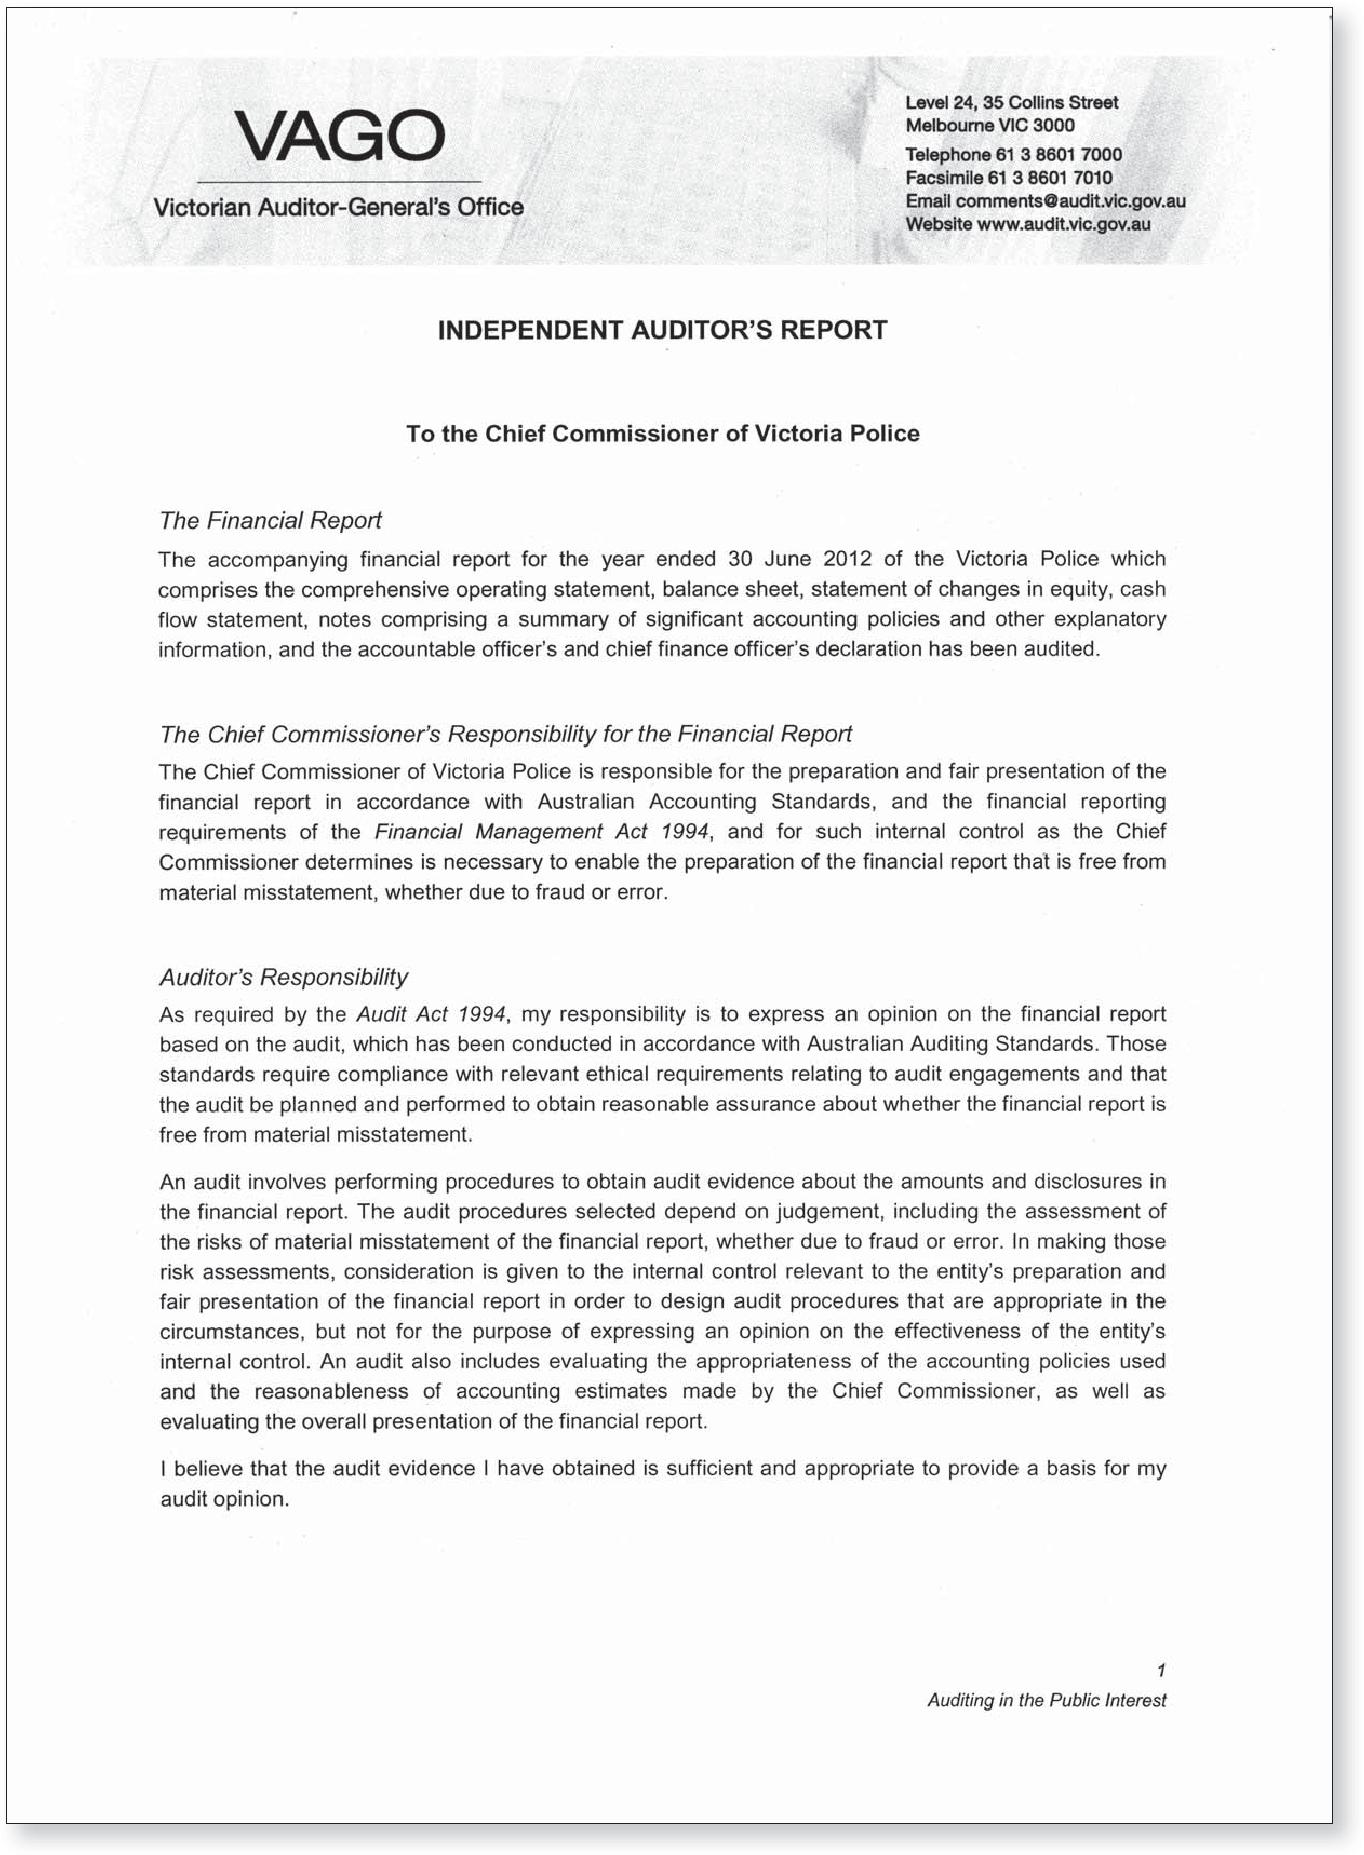 VAGO
Victorian Auditor-General's Office
Level 24, 35 Collins Street
Melbourne VIC 3000
Telephone 61 3 8601 7000
Facsimile 61 3 8601 7010
Email comments@audit.vic.gov.au
Website www.audit.vic.gov.au
INDEPENDENT AUDITOR'S REPORT
To the Chief Commissioner of Victoria Police
The Financial Report
The accompanying financial report for the year ended 30 June 2012 of the Victoria Police which
comprises the comprehensive operating statement, balance sheet, statement of changes in equity, cash
flow statement, notes comprising a summary of significant accounting policies and other explanatory
information, and the accountable officer's and chief finance officer's declaration has been audited.
The Chief Commissioner's Responsibility for the Financial Report
The Chief Commissioner of Victoria Police is responsible for the preparation and fair presentation of the
financial report in accordance with Australian Accounting Standards, and the financial reporting
requirements of the Financial Management Act 1994, and for such internal control as the Chief
Commissioner determines is necessary to enable the preparation of the financial report that is free from
material misstatement, whether due to fraud or error.
Auditor's Responsibility
As required by the Audit Act 1994, my responsibility is to express an opinion on the financial report
based on the audit, which has been conducted in accordance with Australian Auditing Standards. Those
standards require compliance with relevant ethical requirements relating to audit engagements and that
the audit be planned and performed to obtain reasonable assurance about whether the financial report is
free from material misstatement.
An audit involves performing procedures to obtain audit evidence about the amounts and disclosures in
the financial report. The audit procedures selected depend on judgement, including the assessment of
the risks of material misstatement of the financial report, whether due to fraud or error. In making those
risk assessments, consideration is given to the internal control relevant to the entity's preparation and
fair presentation of the financial report in order to design audit procedures that are appropriate in the
circumstances, but not for the purpose of expressing an opinion on the effectiveness of the entity's
internal control. An audit also includes evaluating the appropriateness of the accounting policies used
and the reasonableness of accounting estimates made by the Chief Commissioner, as well as
evaluating the overall presentation of the financial report.
I believe that the audit evidence I have obtained is sufficient and appropriate to provide a basis for my
audit opinion.
1
Auditing in the Public Interest